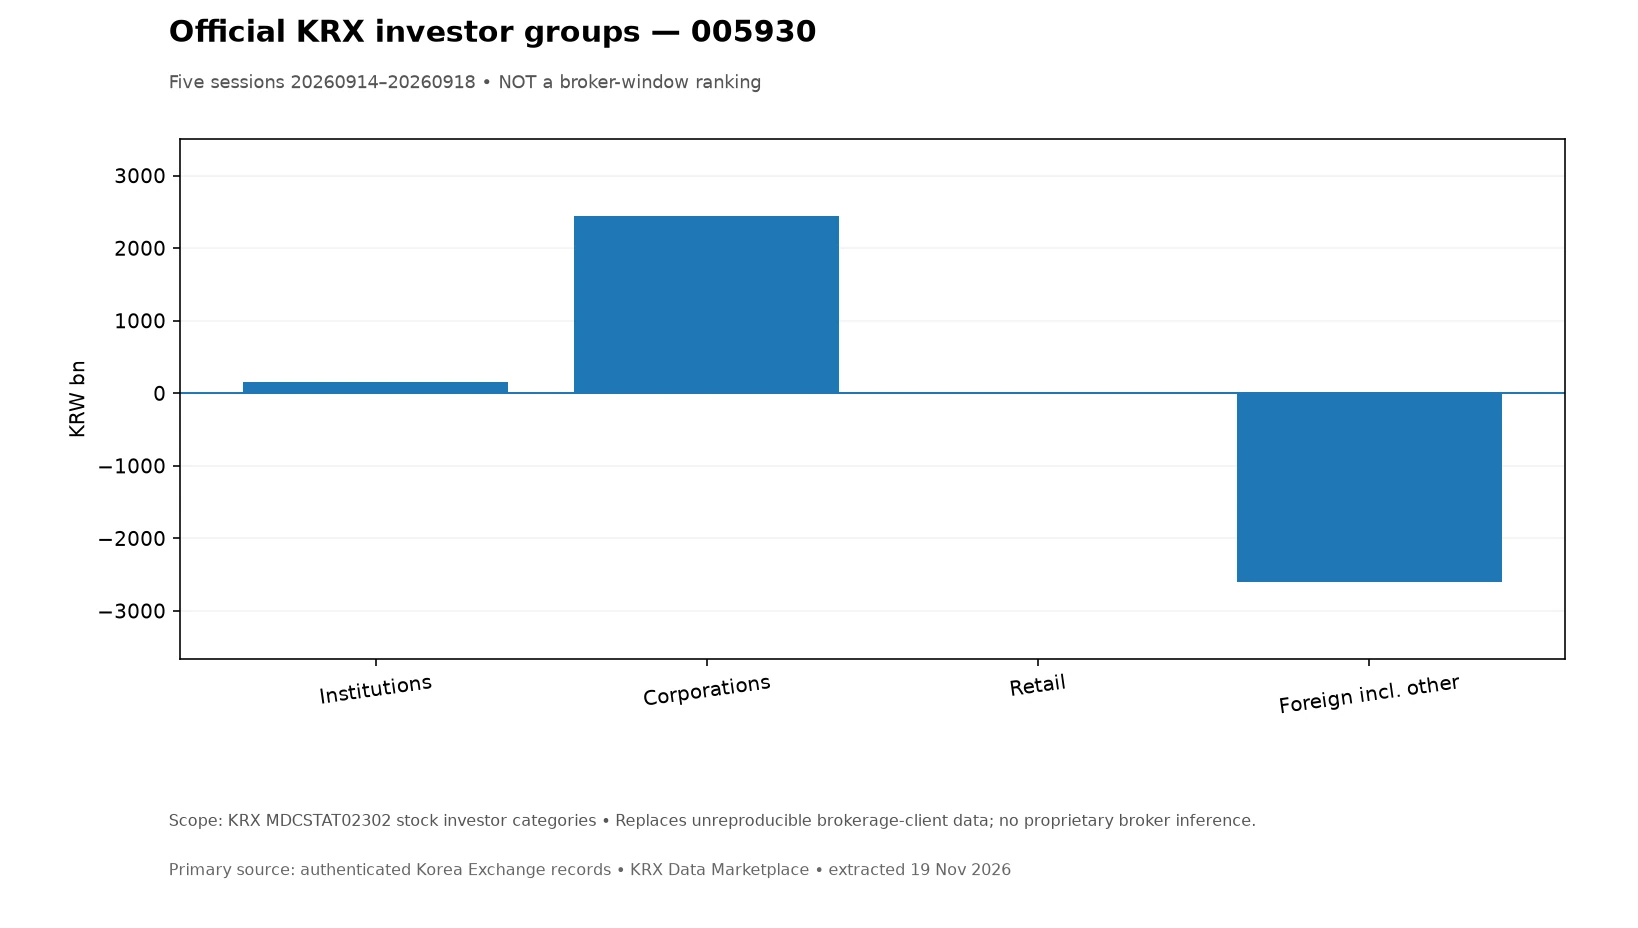 Official KRX investor groups — 005930
Five sessions 20260914–20260918 • NOT a broker-window ranking
KRW bn
3000
2000
1000
0
−1000
−2000
−3000
Institutions
Corporations
Retail
Foreign incl. other
Scope: KRX MDCSTAT02302 stock investor categories • Replaces unreproducible brokerage-client data; no proprietary broker inference.
Primary source: authenticated Korea Exchange records • KRX Data Marketplace • extracted 19 Nov 2026